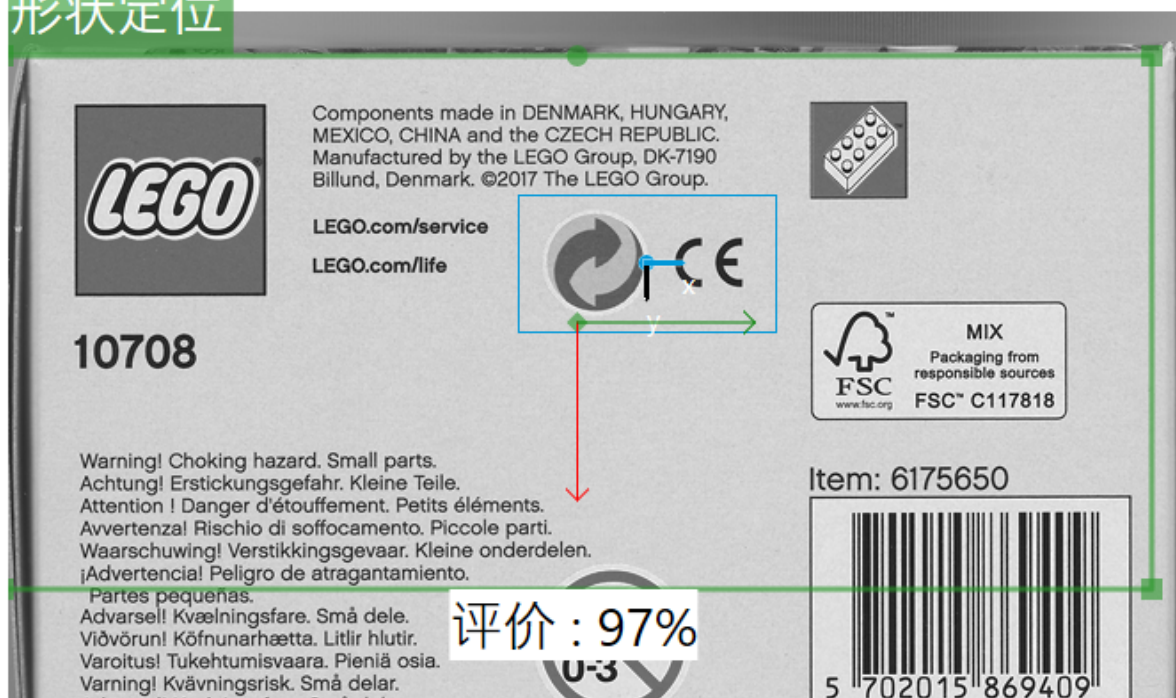 形状定位
LEGO
Components made in DENMARK, HUNGARY,
MEXICO, CHINA and the CZECH REPUBLIC.
Manufactured by the LEGO Group, DK-7190
Billund, Denmark. ©2017 The LEGO Group.
LEGO.com/service
LEGO.com/life
CE
x
y
10708
FSC™
www.fsc.org
MIX
Packaging from
responsible sources
FSC™ C117818
Warning! Choking hazard. Small parts.
Achtung! Erstickungsgefahr. Kleine Teile.
Attention ! Danger d'étouffement. Petits éléments.
Avvertenza! Rischio di soffocamento. Piccole parti.
Waarschuwing! Verstikkingsgevaar. Kleine onderdelen.
¡Advertencia! Peligro de atragantamiento.
Partes pequeñas.
Advarsel! Kvælningsfare. Små dele.
Viðvörun! Köfnunarhætta. Litlir hlutir.
Varoitus! Tukehtumisvaara. Pieniä osia.
Varning! Kvävningsrisk. Små delar.
评价 : 97%
0-3
Item: 6175650
5 702015 869409